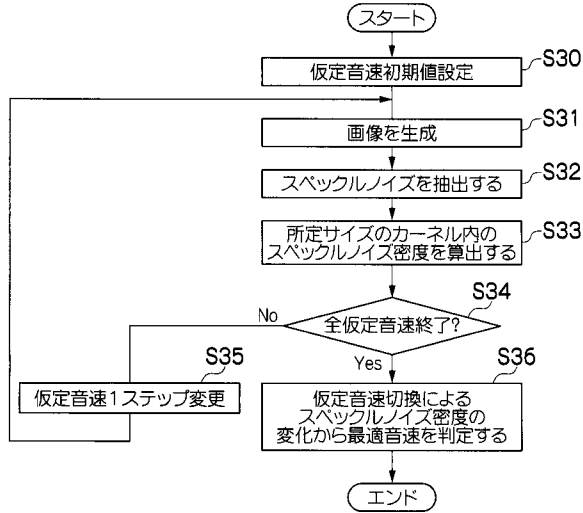 スタート
S30
仮定音速初期値設定
S31
画像を生成
S32
スペックルノイズを抽出する
S33
所定サイズのカーネル内の
スペックルノイズ密度を算出する
S34
全仮定音速終了?
No
Yes
S35
仮定音速1ステップ変更
S36
仮定音速切換による
スペックルノイズ密度の
変化から最適音速を判定する
エンド